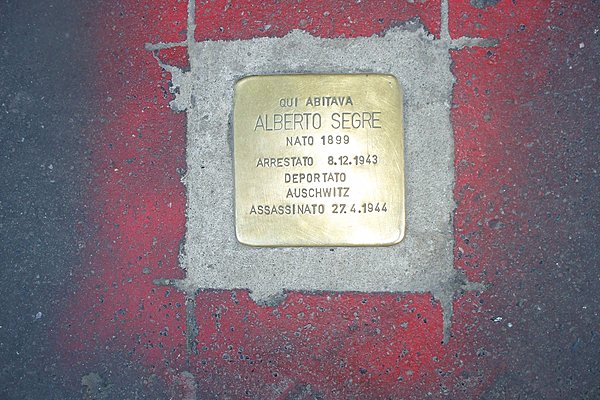 QUI ABITAVA
ALBERTO SEGRE
NATO 1899
ARRESTATO 8.12.1943
DEPORTATO
AUSCHWITZ
ASSASSINATO 27.4.1944